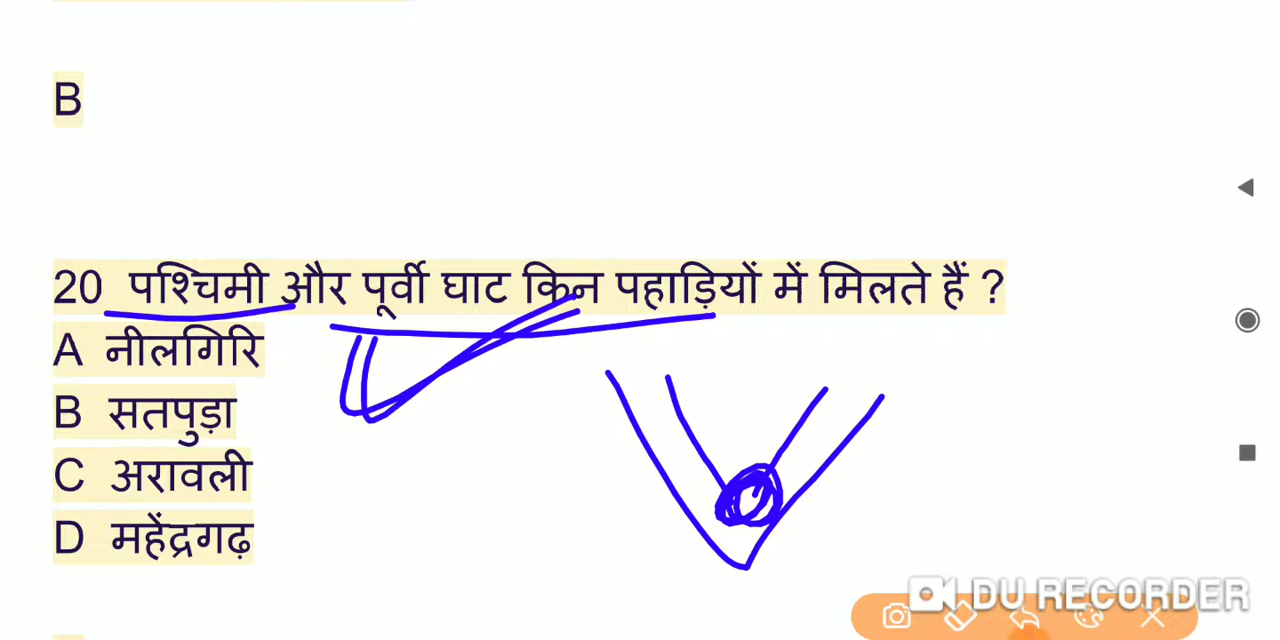 B
20 पश्चिमी और पूर्वी घाट किन पहाड़ियों में मिलते हैं ?
A नीलगिरि
B सतपुड़ा
C अरावली
D महेंद्रगढ़
DU RECORDER